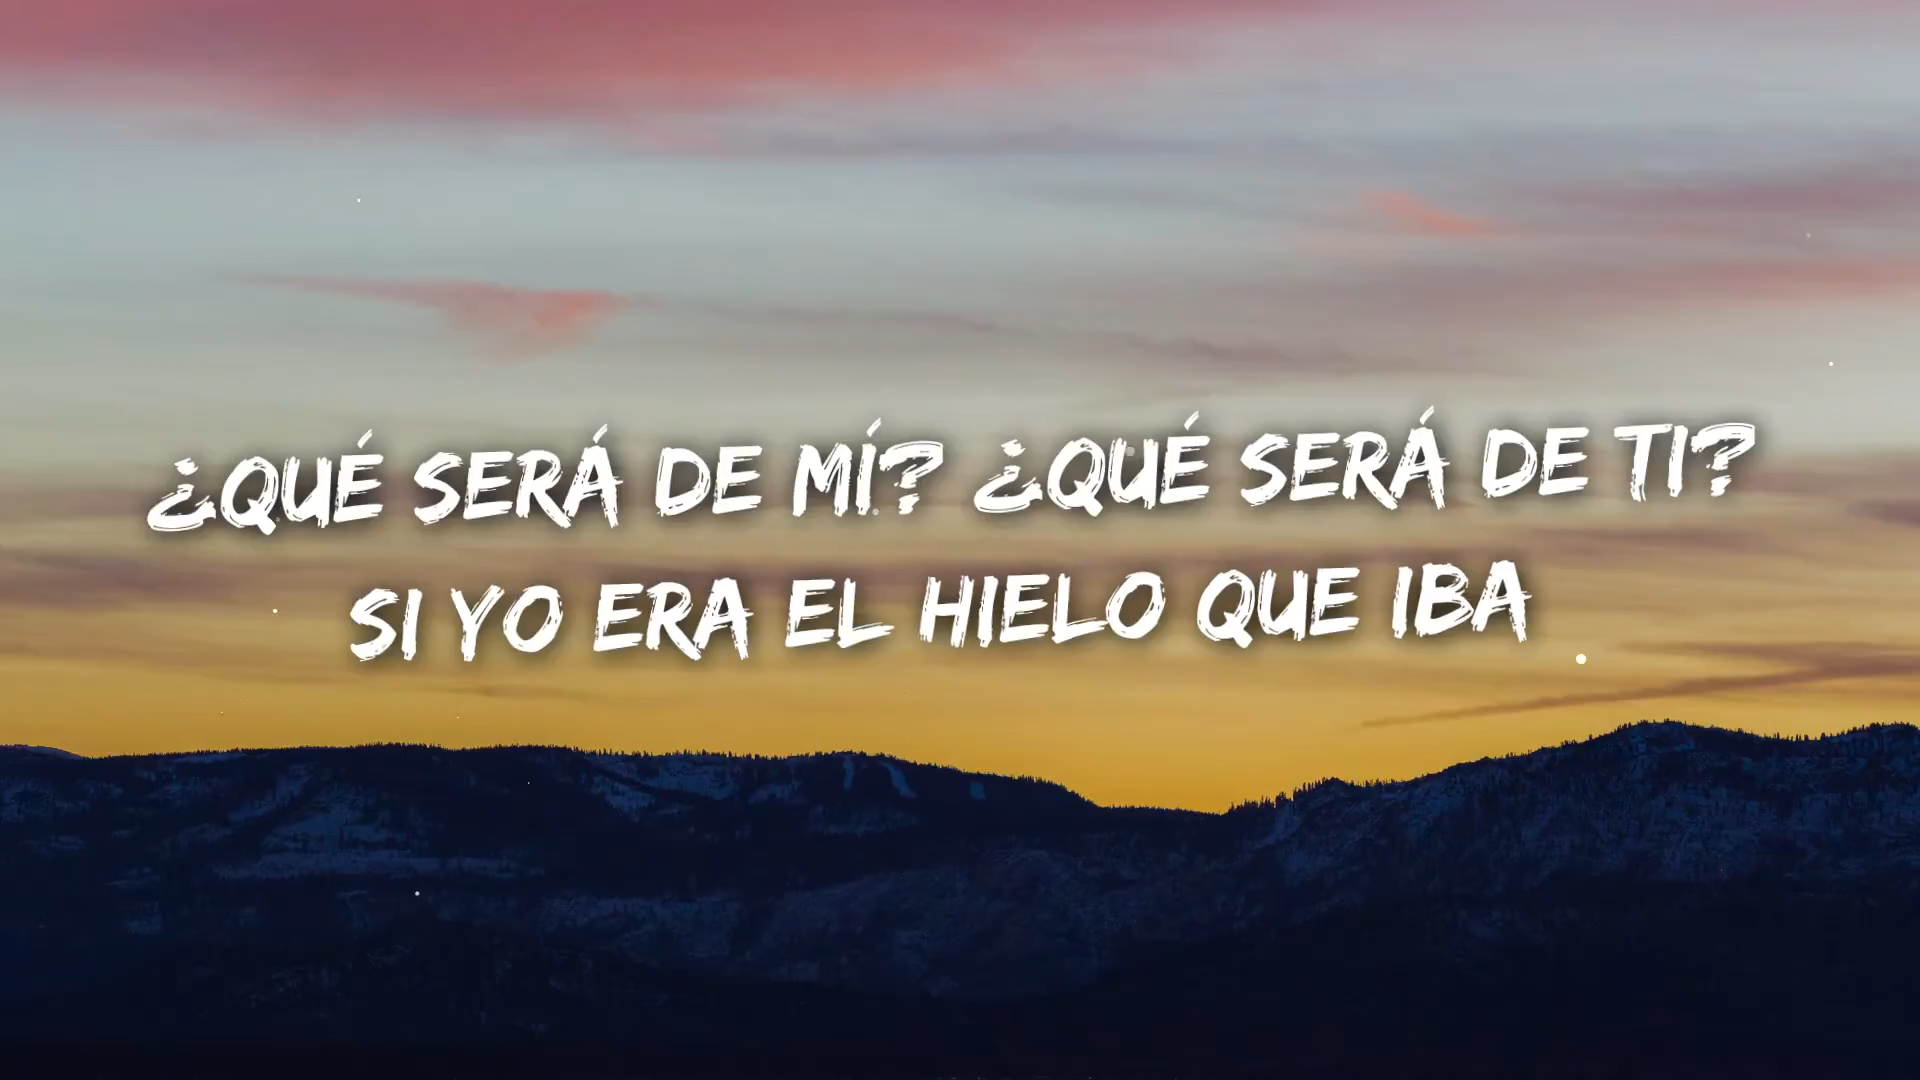 ¿QUÉ SERÁ DE MÍ? ¿QUÉ SERÁ DE TI?
SI YO ERA EL HIELO QUE IBA